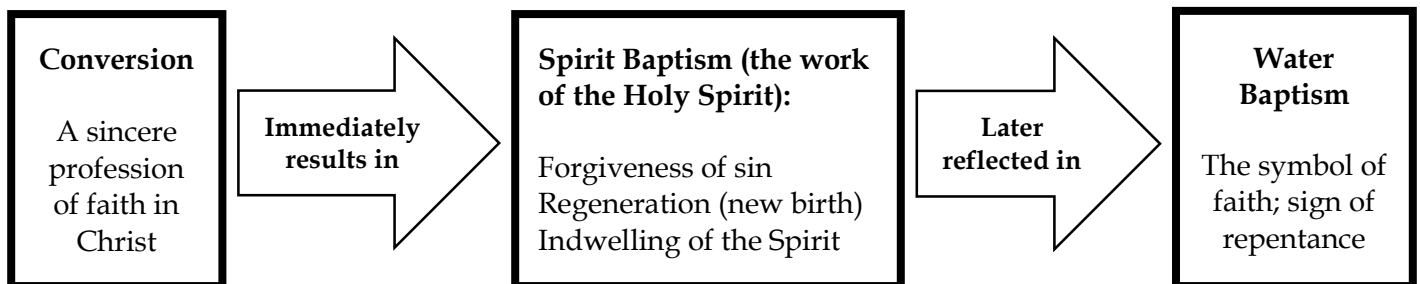 Conversion
A sincere
profession
of faith in
Christ
Immediately
results in
Spirit Baptism (the work
of the Holy Spirit):
Forgiveness of sin
Regeneration (new birth)
Indwelling of the Spirit
Later
reflected in
Water
Baptism
The symbol of
faith; sign of
repentance